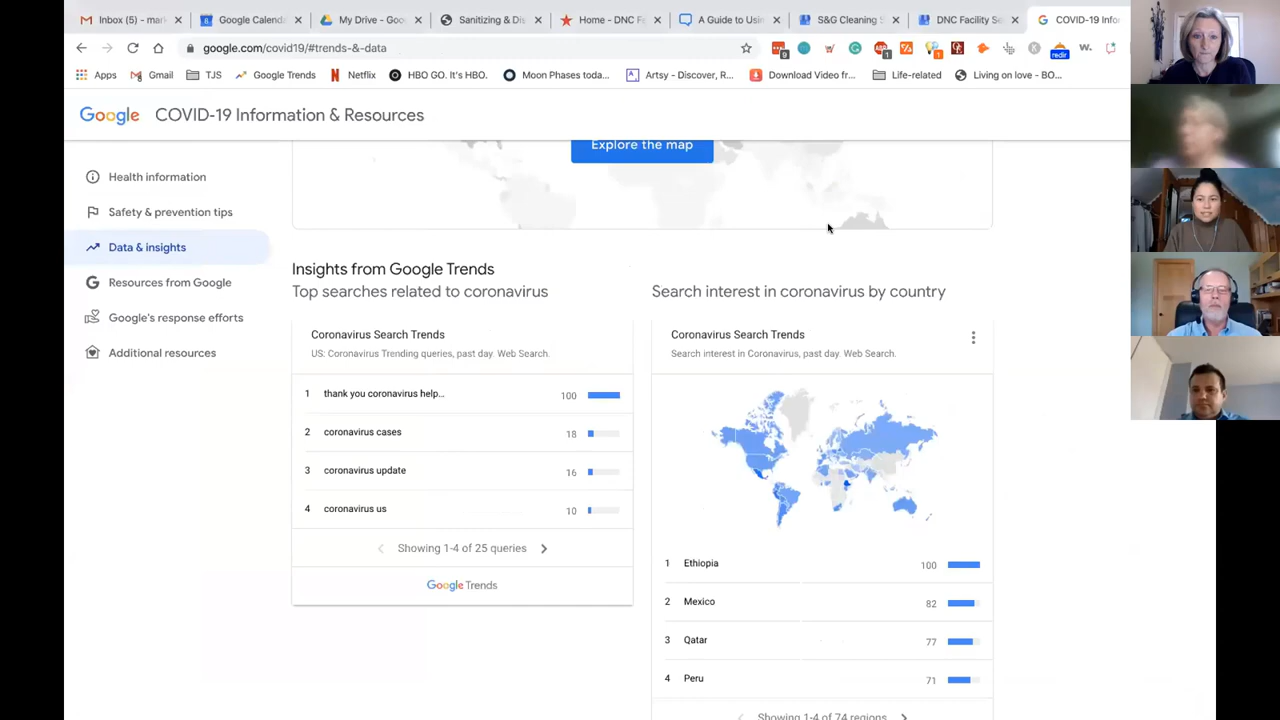 Inbox (5) - mark
Google Calenda
My Drive - Goo
Sanitizing & Dis
Home - DNC F
A Guide to Usin
S&G Cleaning S
DNC Facility Se
COVID-19 Infor
google.com/covid19/#trends-&-data
Apps
Gmail
TJS
Google Trends
Netflix
HBO GO. It's HBO.
Moon Phases toda...
Artsy - Discover, R...
Download Video fr...
Life-related
Living on love - BO...
Google COVID-19 Information & Resources
Explore the map
Health information
Safety & prevention tips
Data & insights
Resources from Google
Google's response efforts
Additional resources
Insights from Google Trends
Top searches related to coronavirus
Coronavirus Search Trends
US: Coronavirus Trending queries, past day. Web Search.
1 thank you coronavirus help... 100
2 coronavirus cases 18
3 coronavirus update 16
4 coronavirus us 10
Showing 1-4 of 25 queries
Google Trends
Search interest in coronavirus by country
Coronavirus Search Trends
Search interest in Coronavirus, past day. Web Search.
1 Ethiopia 100
2 Mexico 82
3 Qatar 77
4 Peru 71
Showing 1-4 of 74 regions